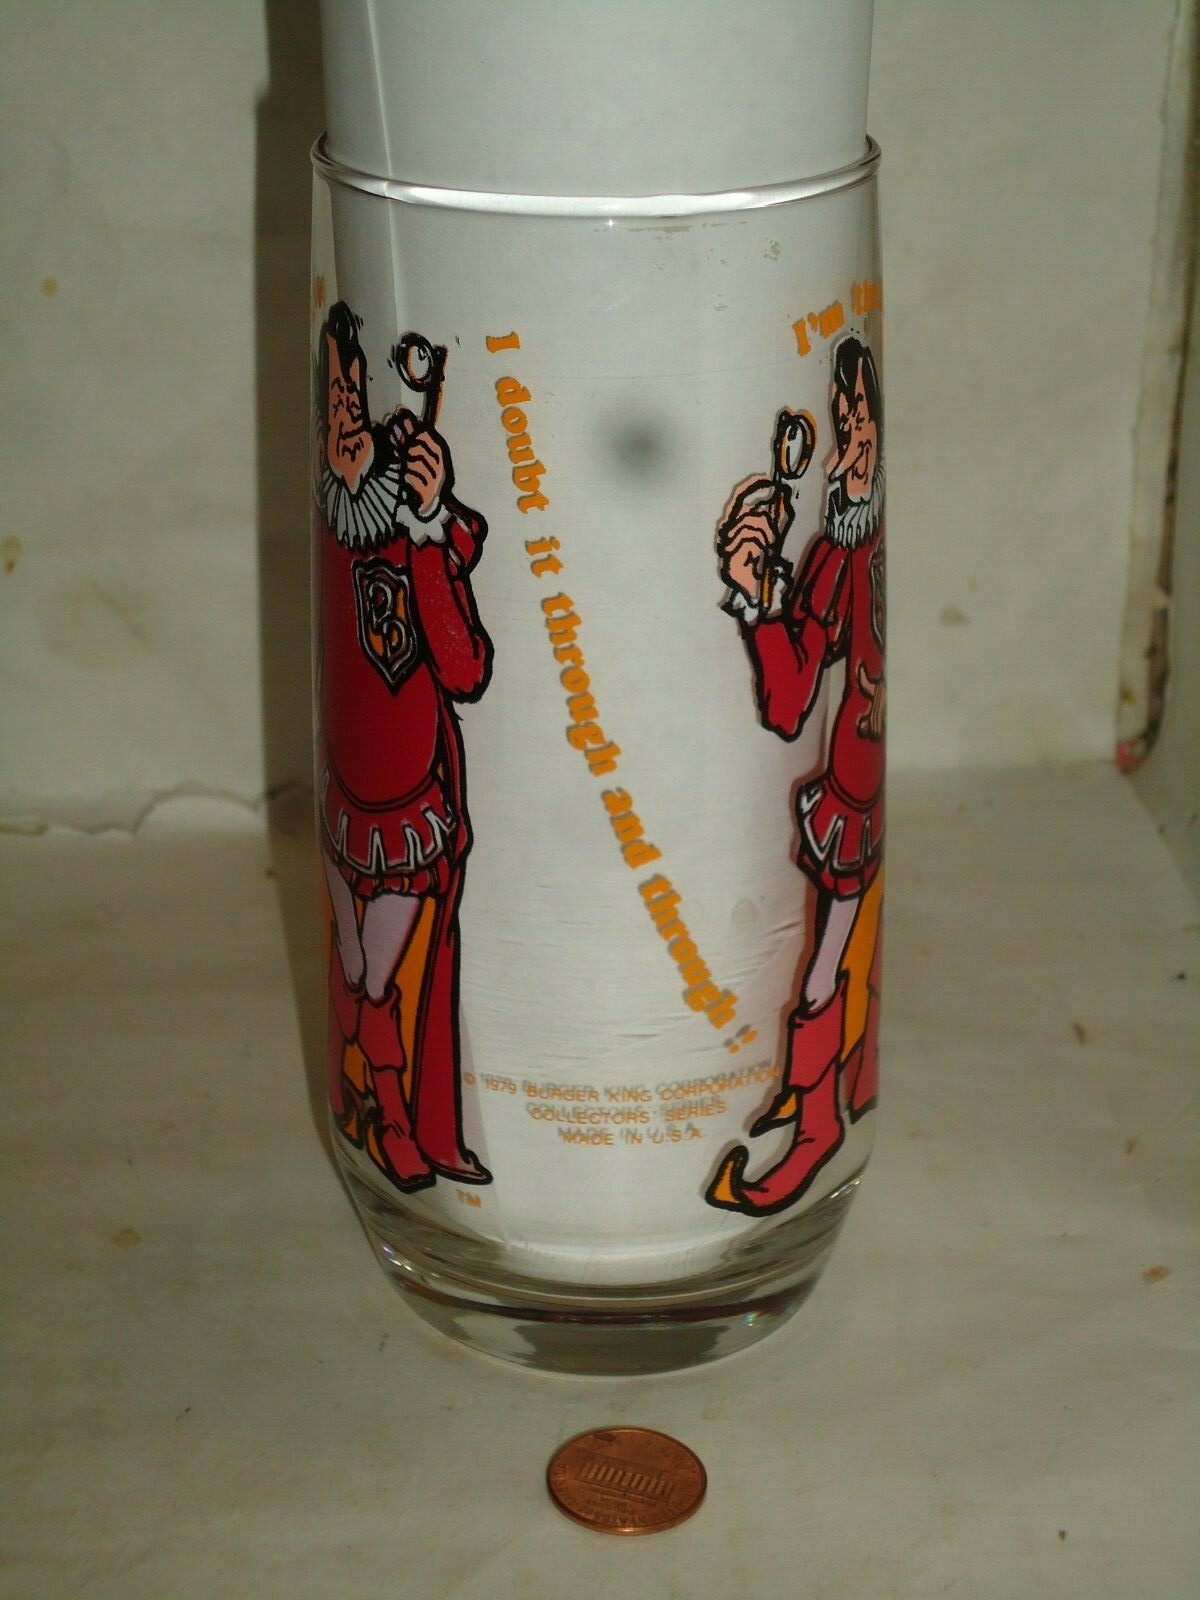 I'm
I doubt it through and through!
© 1979 BURGER KING CORPORATION
COLLECTORS SERIES
MADE IN U.S.A.
TM